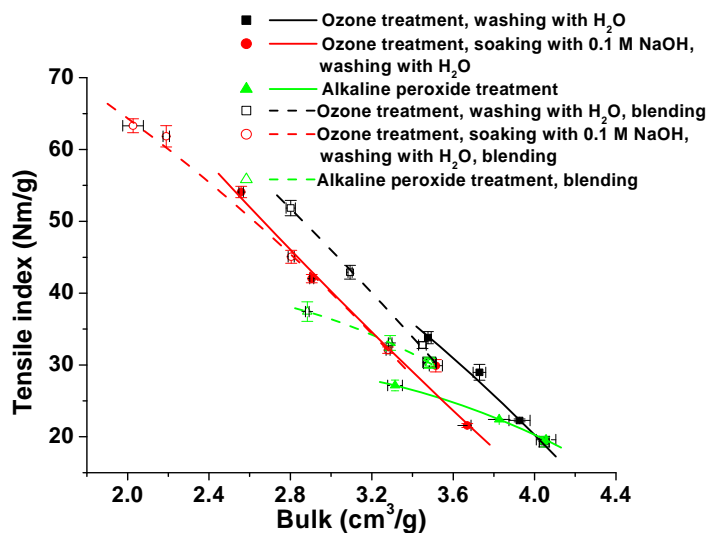 Ozone treatment, washing with H₂O
Ozone treatment, soaking with 0.1 M NaOH,
washing with H₂O
Alkaline peroxide treatment
Ozone treatment, washing with H₂O, blending
Ozone treatment, soaking with 0.1 M NaOH,
washing with H₂O, blending
Alkaline peroxide treatment, blending
Tensile index (Nm/g)
70
60
50
40
30
20
10
2.0 2.4 2.8 3.2 3.6 4.0 4.4
Bulk (cm³/g)